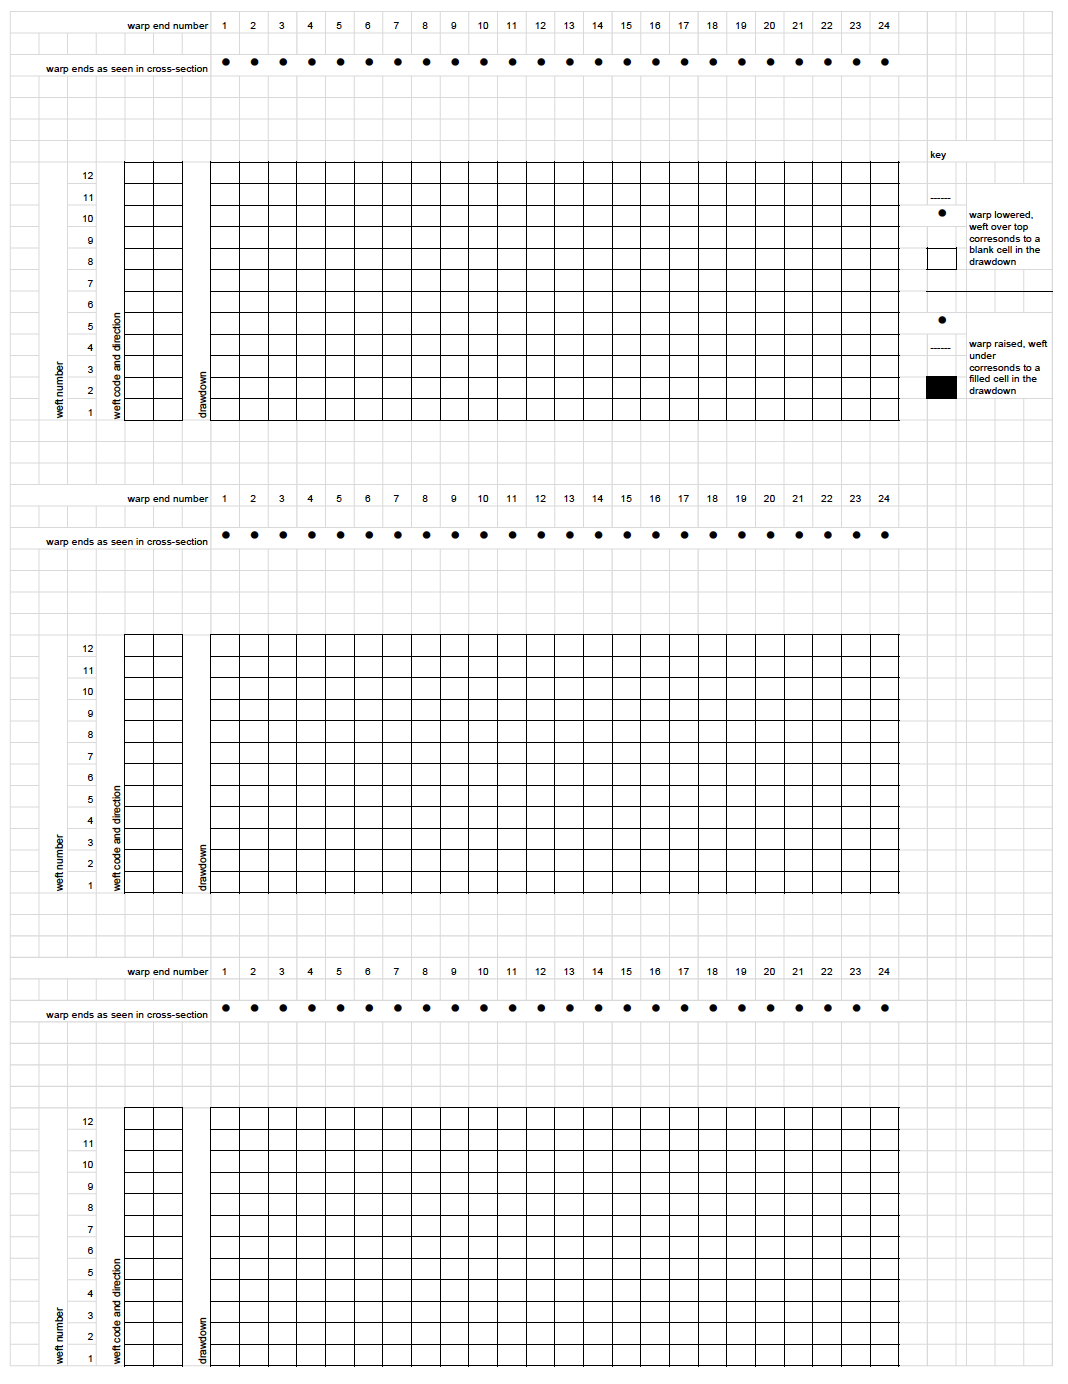 warp end number 1 2 3 4 5 6 7 8 9 10 11 12 13 14 15 16 17 18 19 20 21 22 23 24
warp ends as seen in cross-section
key
12
11
10
9
8
7
6
5
4
3
2
1
weft number
weft code and direction
drawdown
------
warp lowered,
weft over top
corresonds to a
blank cell in the
drawdown
------
warp raised, weft
under
corresonds to a
filled cell in the
drawdown
warp end number 1 2 3 4 5 6 7 8 9 10 11 12 13 14 15 16 17 18 19 20 21 22 23 24
warp ends as seen in cross-section
12
11
10
9
8
7
6
5
4
3
2
1
weft number
weft code and direction
drawdown
warp end number 1 2 3 4 5 6 7 8 9 10 11 12 13 14 15 16 17 18 19 20 21 22 23 24
warp ends as seen in cross-section
12
11
10
9
8
7
6
5
4
3
2
1
weft number
weft code and direction
drawdown